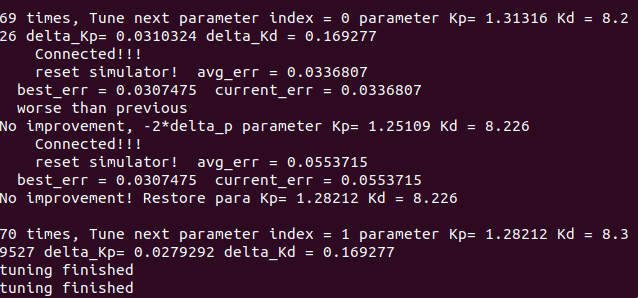 69 times, Tune next parameter index = 0 parameter Kp= 1.31316 Kd = 8.2
26 delta_Kp= 0.0310324 delta_Kd = 0.169277
Connected!!!
reset simulator!  avg_err = 0.0336807
best_err = 0.0307475  current_err = 0.0336807
worse than previous
No improvement, -2*delta_p parameter Kp= 1.25109 Kd = 8.226
Connected!!!
reset simulator!  avg_err = 0.0553715
best_err = 0.0307475  current_err = 0.0553715
No improvement! Restore para Kp= 1.28212 Kd = 8.226
70 times, Tune next parameter index = 1 parameter Kp= 1.28212 Kd = 8.3
9527 delta_Kp= 0.0279292 delta_Kd = 0.169277
tuning finished
tuning finished